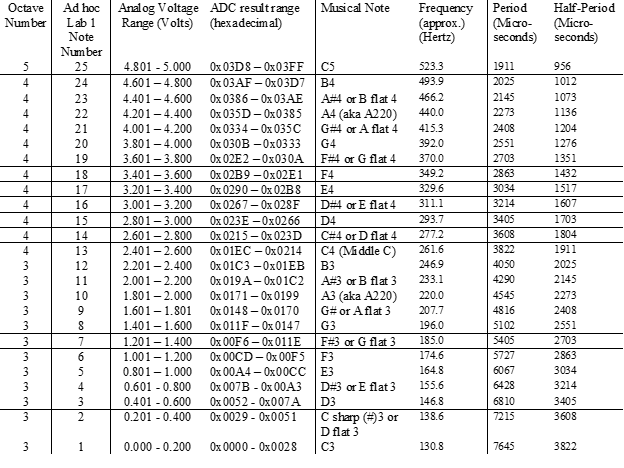 Octave Number Ad hoc Lab 1 Note Number Analog Voltage Range (Volts) ADC result range (hexadecimal) Musical Note Frequency (approx.) (Hertz) Period (Micro-seconds) Half-Period (Micro-seconds)
5 25 4.801 - 5.000 0x03D8 – 0x03FF C5 523.3 1911 956
4 24 4.601 – 4.800 0x03AF – 0x03D7 B4 493.9 2025 1012
4 23 4.401 – 4.600 0x0386 – 0x03AE A#4 or B flat 4 466.2 2145 1073
4 22 4.201 – 4.400 0x035D – 0x0385 A4 (aka A220) 440.0 2273 1136
4 21 4.001 – 4.200 0x0334 – 0x035C G#4 or A flat 4 415.3 2408 1204
4 20 3.801 – 4.000 0x030B – 0x0333 G4 392.0 2551 1276
4 19 3.601 – 3.800 0x02E2 – 0x030A F#4 or G flat 4 370.0 2703 1351
4 18 3.401 – 3.600 0x02B9 – 0x02E1 F4 349.2 2863 1432
4 17 3.201 – 3.400 0x0290 – 0x02B8 E4 329.6 3034 1517
4 16 3.001 – 3.200 0x0267 – 0x028F D#4 or E flat 4 311.1 3214 1607
4 15 2.801 – 3.000 0x023E – 0x0266 D4 293.7 3405 1703
4 14 2.601 – 2.800 0x0215 – 0x023D C#4 or D flat 4 277.2 3608 1804
4 13 2.401 – 2.600 0x01EC – 0x0214 C4 (Middle C) 261.6 3822 1911
3 12 2.201 – 2.400 0x01C3 – 0x01EB B3 246.9 4050 2025
3 11 2.001 – 2.200 0x019A – 0x01C2 A#3 or B flat 3 233.1 4290 2145
3 10 1.801 – 2.000 0x0171 – 0x0199 A3 (aka A220) 220.0 4545 2273
3 9 1.601 – 1.801 0x0148 – 0x0170 G# or A flat 3 207.7 4816 2408
3 8 1.401 – 1.600 0x011F – 0x0147 G3 196.0 5102 2551
3 7 1.201 – 1.400 0x00F6 – 0x011E F#3 or G flat 3 185.0 5405 2703
3 6 1.001 – 1.200 0x00CD – 0x00F5 F3 174.6 5727 2863
3 5 0.801 – 1.000 0x00A4 – 0x00CC E3 164.8 6067 3034
3 4 0.601 - 0.800 0x007B - 0x00A3 D#3 or E flat 3 155.6 6428 3214
3 3 0.401 - 0.600 0x0052 - 0x007A D3 146.8 6810 3405
3 2 0.201 - 0.400 0x0029 - 0x0051 C sharp (#)3 or D flat 3 138.6 7215 3608
3 1 0.000 - 0.200 0x0000 - 0x0028 C3 130.8 7645 3822